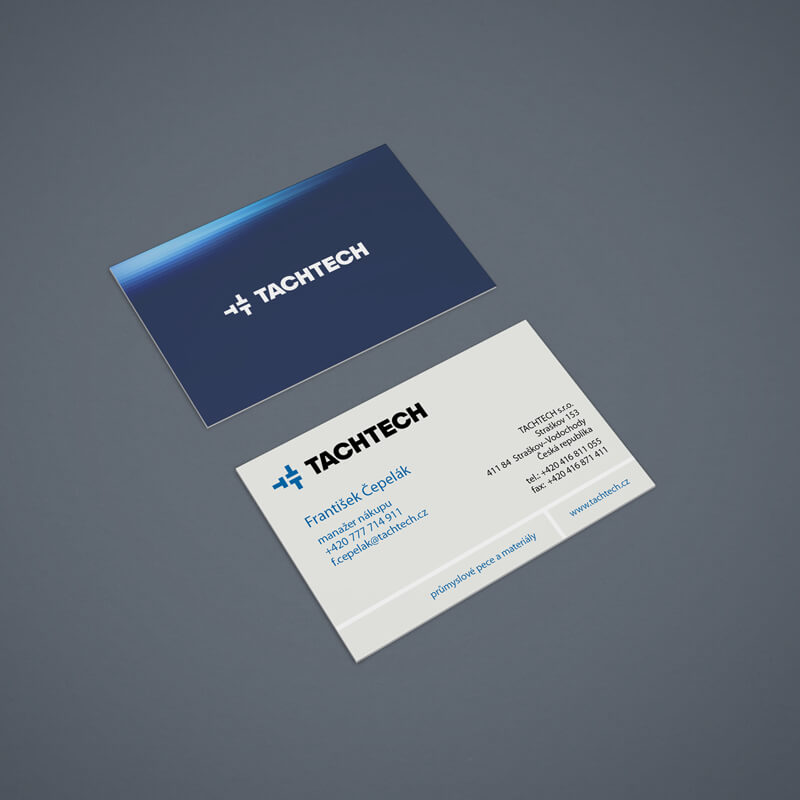 TACHTECH
TACHTECH
František Čepelák
manažer nákupu
+420 777 714 911
f.cepelak@tachtech.cz
TACHTECH s.r.o.
Straškov 153
411 84 Straškov-Vodochody
Česká republika
tel.: +420 416 811 055
fax: +420 416 871 411
průmyslové pece a materiály
www.tachtech.cz